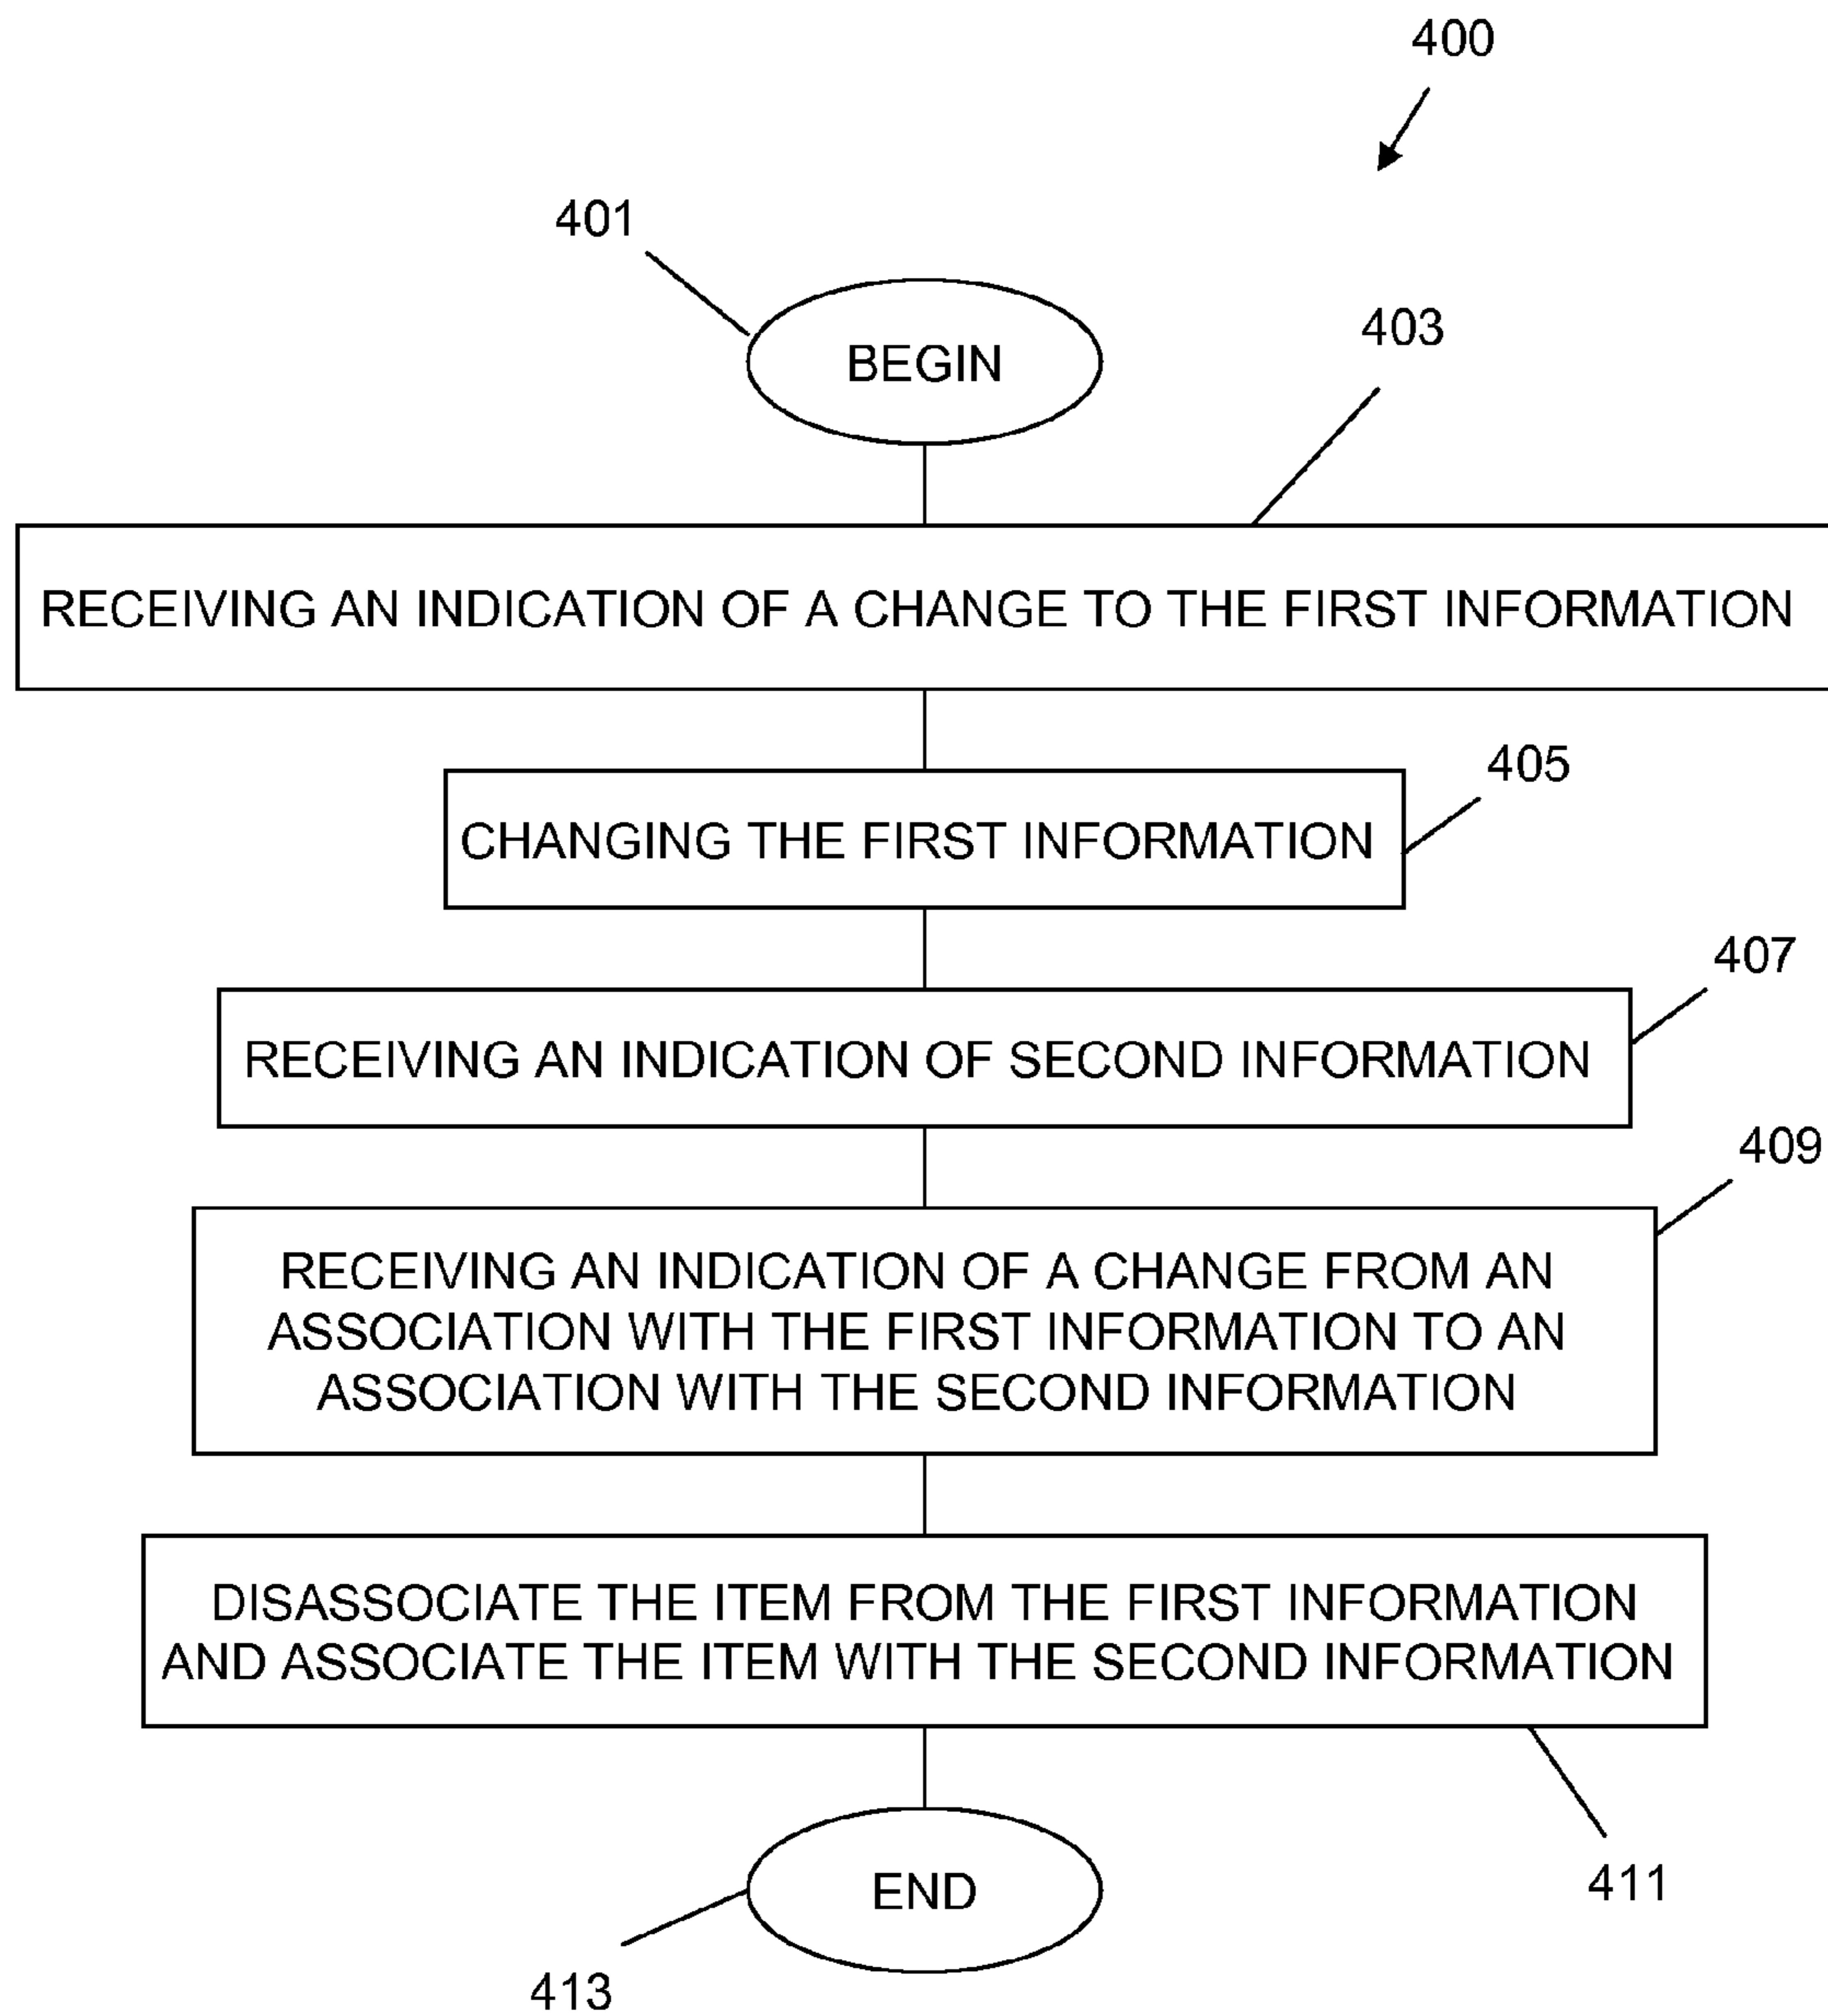 400
401
BEGIN
403
RECEIVING AN INDICATION OF A CHANGE TO THE FIRST INFORMATION
405
CHANGING THE FIRST INFORMATION
407
RECEIVING AN INDICATION OF SECOND INFORMATION
409
RECEIVING AN INDICATION OF A CHANGE FROM AN
ASSOCIATION WITH THE FIRST INFORMATION TO AN
ASSOCIATION WITH THE SECOND INFORMATION
DISASSOCIATE THE ITEM FROM THE FIRST INFORMATION
AND ASSOCIATE THE ITEM WITH THE SECOND INFORMATION
411
END
413